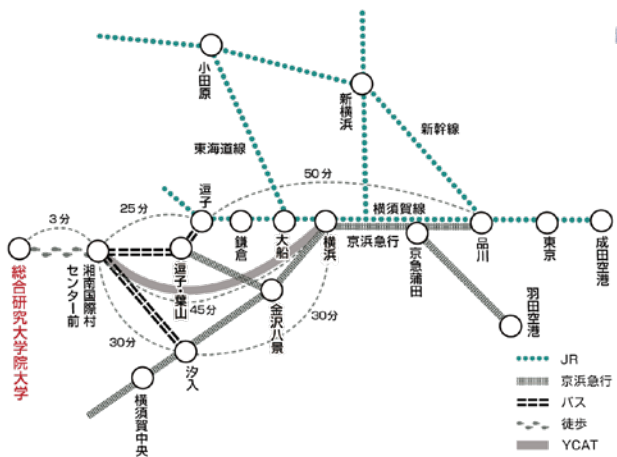 小田原
新横浜
新幹線
東海道線
50分
3分
25分
逗子
横須賀線
鎌倉
大船
横浜
京浜急行
京急蒲田
品川
東京
成田空港
総合研究大学院大学
湘南国際村
センター前
逗子・葉山
45分
金沢八景
30分
羽田空港
30分
汐入
横須賀中央
JR
京浜急行
バス
徒歩
YCAT